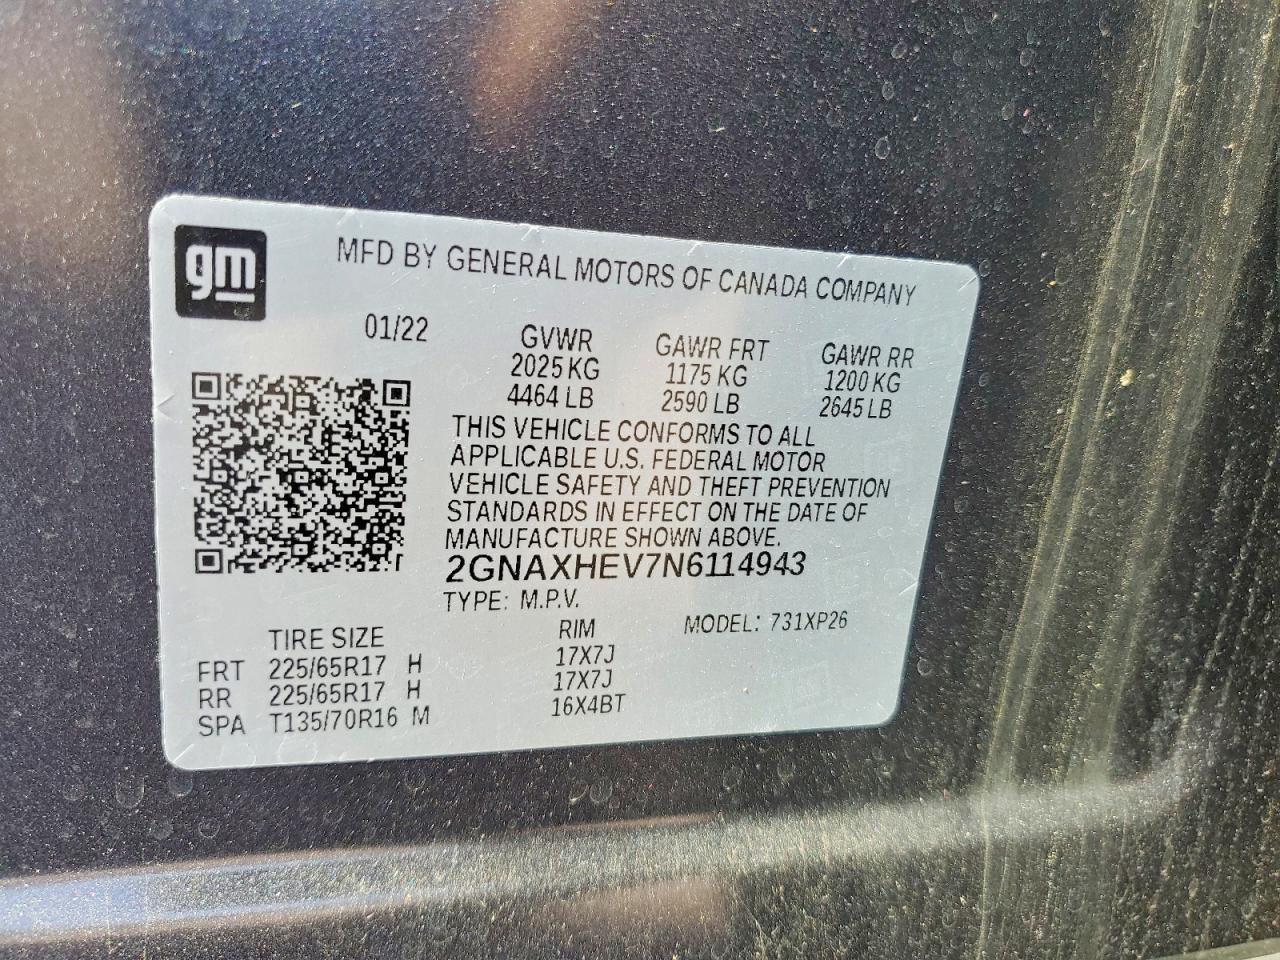 gm
MFD BY GENERAL MOTORS OF CANADA COMPANY
01/22 GVWR GAWR FRT GAWR RR
2025 KG 1175 KG 1200 KG
4464 LB 2590 LB 2645 LB
THIS VEHICLE CONFORMS TO ALL
APPLICABLE U.S. FEDERAL MOTOR
VEHICLE SAFETY AND THEFT PREVENTION
STANDARDS IN EFFECT ON THE DATE OF
MANUFACTURE SHOWN ABOVE.
2GNAXHEV7N6114943
TYPE: M.P.V.
TIRE SIZE RIM MODEL: 731XP26
FRT 225/65R17 H 17X7J
RR 225/65R17 H 17X7J
SPA T135/70R16 M 16X4BT